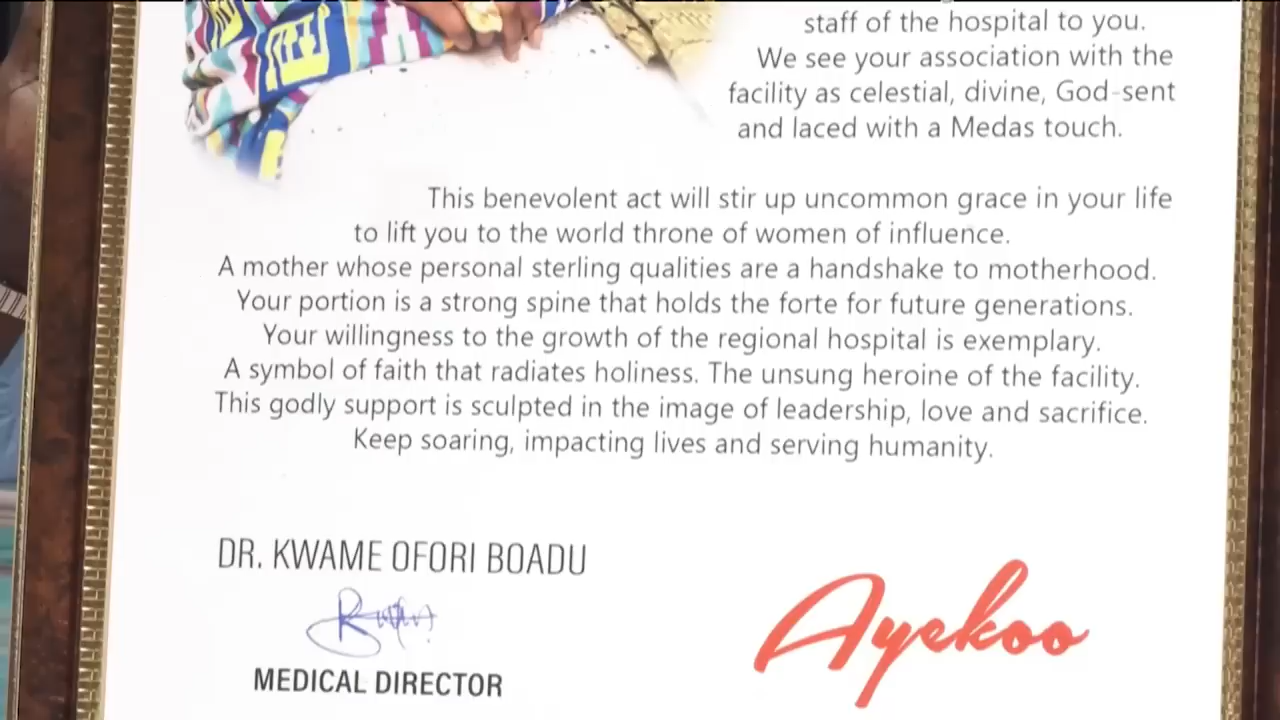 staff of the hospital to you.
We see your association with the
facility as celestial, divine, God-sent
and laced with a Medas touch.
This benevolent act will stir up uncommon grace in your life
to lift you to the world throne of women of influence.
A mother whose personal sterling qualities are a handshake to motherhood.
Your portion is a strong spine that holds the forte for future generations.
Your willingness to the growth of the regional hospital is exemplary.
A symbol of faith that radiates holiness. The unsung heroine of the facility.
This godly support is sculpted in the image of leadership, love and sacrifice.
Keep soaring, impacting lives and serving humanity.
DR. KWAME OFORI BOADU
MEDICAL DIRECTOR
Ayekoo